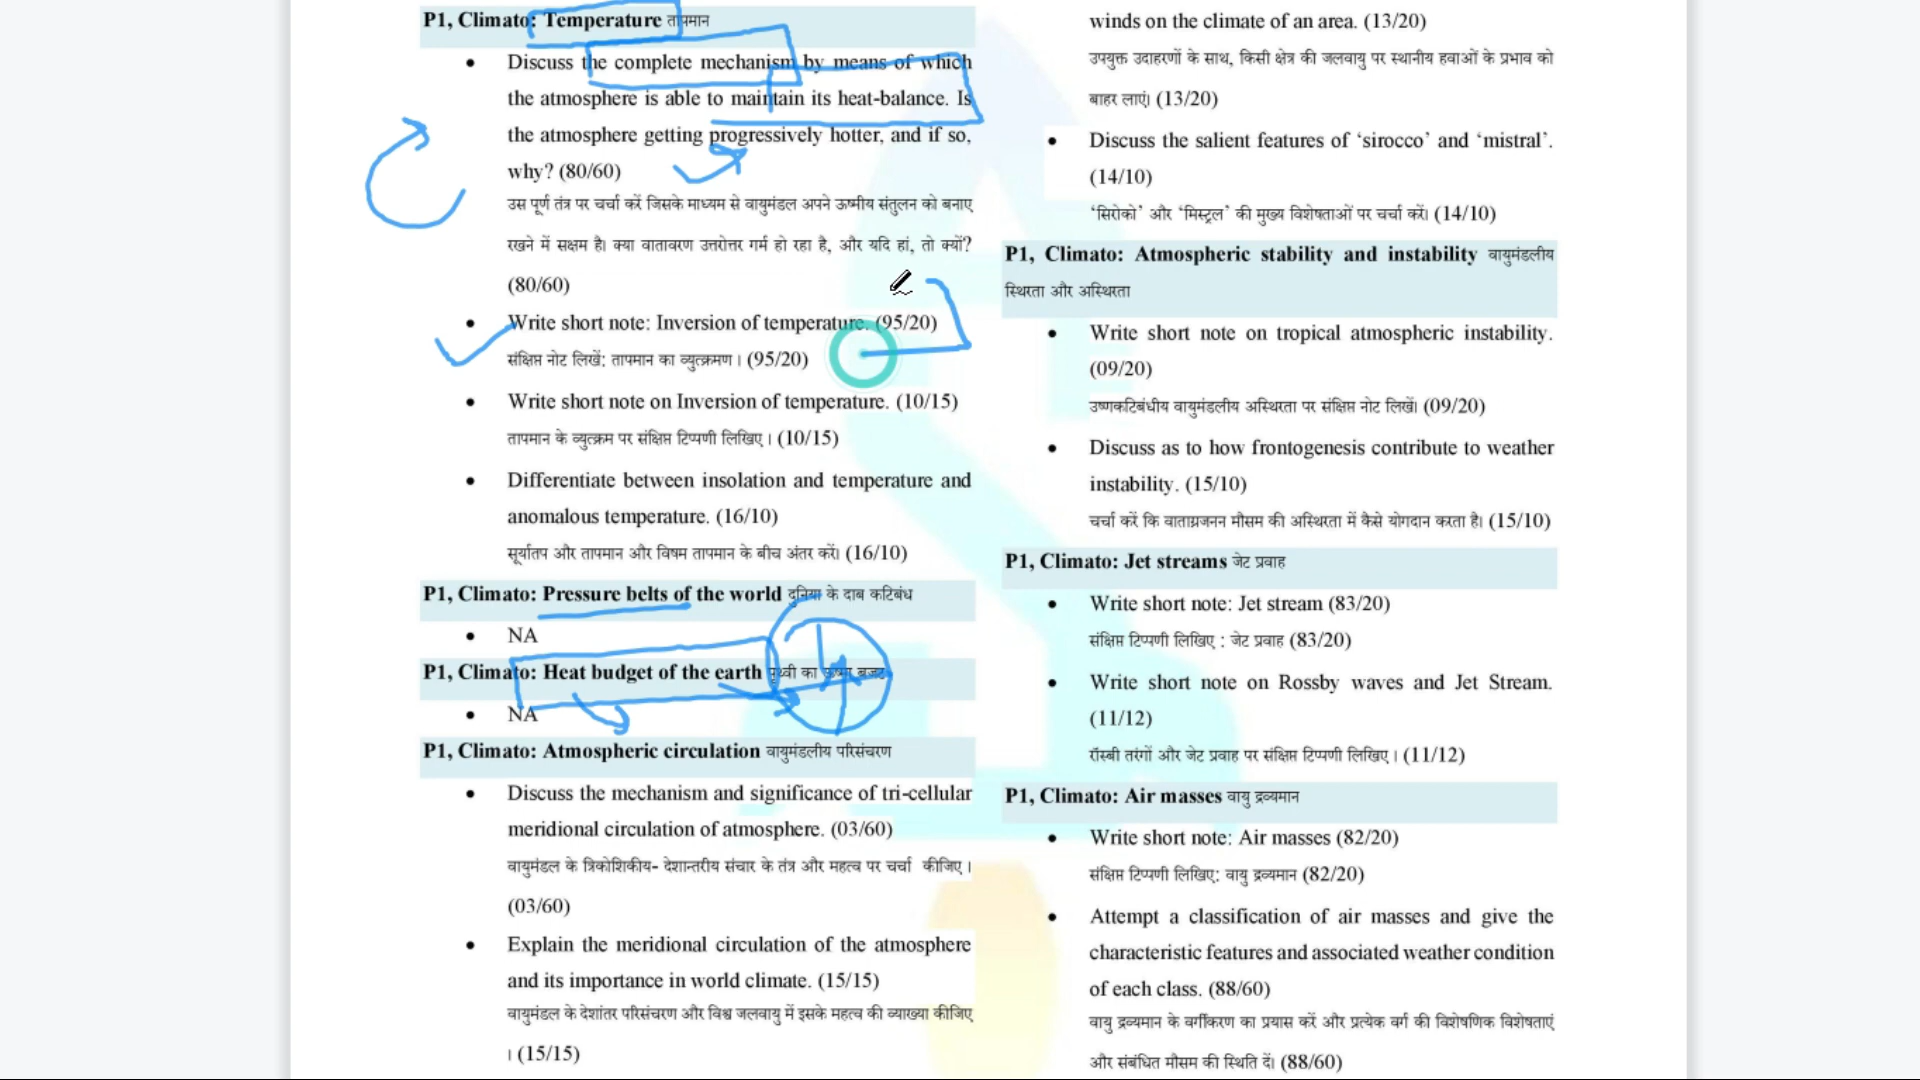 P1, Climato: Temperature तापमान
• Discuss the complete mechanism by means of which
the atmosphere is able to maintain its heat-balance. Is
the atmosphere getting progressively hotter, and if so,
why? (80/60)
उस पूर्ण तंत्र पर चर्चा करें जिसके माध्यम से वायुमंडल अपने ऊष्मीय संतुलन को बनाए
रखने में सक्षम है। क्या वातावरण उत्तरोत्तर गर्म हो रहा है, और यदि हां, तो क्यों?
(80/60)
• Write short note: Inversion of temperature. (95/20)
संक्षिप्त नोट लिखें: तापमान का व्युत्क्रमण। (95/20)
• Write short note on Inversion of temperature. (10/15)
तापमान के व्युत्क्रम पर संक्षिप्त टिप्पणी लिखिए। (10/15)
• Differentiate between insolation and temperature and
anomalous temperature. (16/10)
सूर्यातप और तापमान और विषम तापमान के बीच अंतर करें। (16/10)
P1, Climato: Pressure belts of the world दुनिया के दाब कटिबंध
• NA
P1, Climato: Heat budget of the earth पृथ्वी का ऊष्मा बजट
• NA
P1, Climato: Atmospheric circulation वायुमंडलीय परिसंचरण
• Discuss the mechanism and significance of tri-cellular
meridional circulation of atmosphere. (03/60)
वायुमंडल के त्रिकोशिकीय- देशान्तरीय संचार के तंत्र और महत्व पर चर्चा कीजिए।
(03/60)
• Explain the meridional circulation of the atmosphere
and its importance in world climate. (15/15)
वायुमंडल के देशांतर परिसंचरण और विश्व जलवायु में इसके महत्व की व्याख्या कीजिए
। (15/15)
winds on the climate of an area. (13/20)
उपयुक्त उदाहरणों के साथ, किसी क्षेत्र की जलवायु पर स्थानीय हवाओं के प्रभाव को
बाहर लाएं। (13/20)
• Discuss the salient features of ‘sirocco’ and ‘mistral’.
(14/10)
‘सिरोको’ और ‘मिस्ट्रल’ की मुख्य विशेषताओं पर चर्चा करें। (14/10)
P1, Climato: Atmospheric stability and instability वायुमंडलीय
स्थिरता और अस्थिरता
• Write short note on tropical atmospheric instability.
(09/20)
उष्णकटिबंधीय वायुमंडलीय अस्थिरता पर संक्षिप्त नोट लिखें। (09/20)
• Discuss as to how frontogenesis contribute to weather
instability. (15/10)
चर्चा करें कि वाताग्रजनन मौसम की अस्थिरता में कैसे योगदान करता है। (15/10)
P1, Climato: Jet streams जेट प्रवाह
• Write short note: Jet stream (83/20)
संक्षिप्त टिप्पणी लिखिए : जेट प्रवाह (83/20)
• Write short note on Rossby waves and Jet Stream.
(11/12)
रॉस्बी तरंगों और जेट प्रवाह पर संक्षिप्त टिप्पणी लिखिए। (11/12)
P1, Climato: Air masses वायु द्रव्यमान
• Write short note: Air masses (82/20)
संक्षिप्त टिप्पणी लिखिए: वायु द्रव्यमान (82/20)
• Attempt a classification of air masses and give the
characteristic features and associated weather condition
of each class. (88/60)
वायु द्रव्यमान के वर्गीकरण का प्रयास करें और प्रत्येक वर्ग की विशेषणिक विशेषताएं
और संबंधित मौसम की स्थिति दें। (88/60)